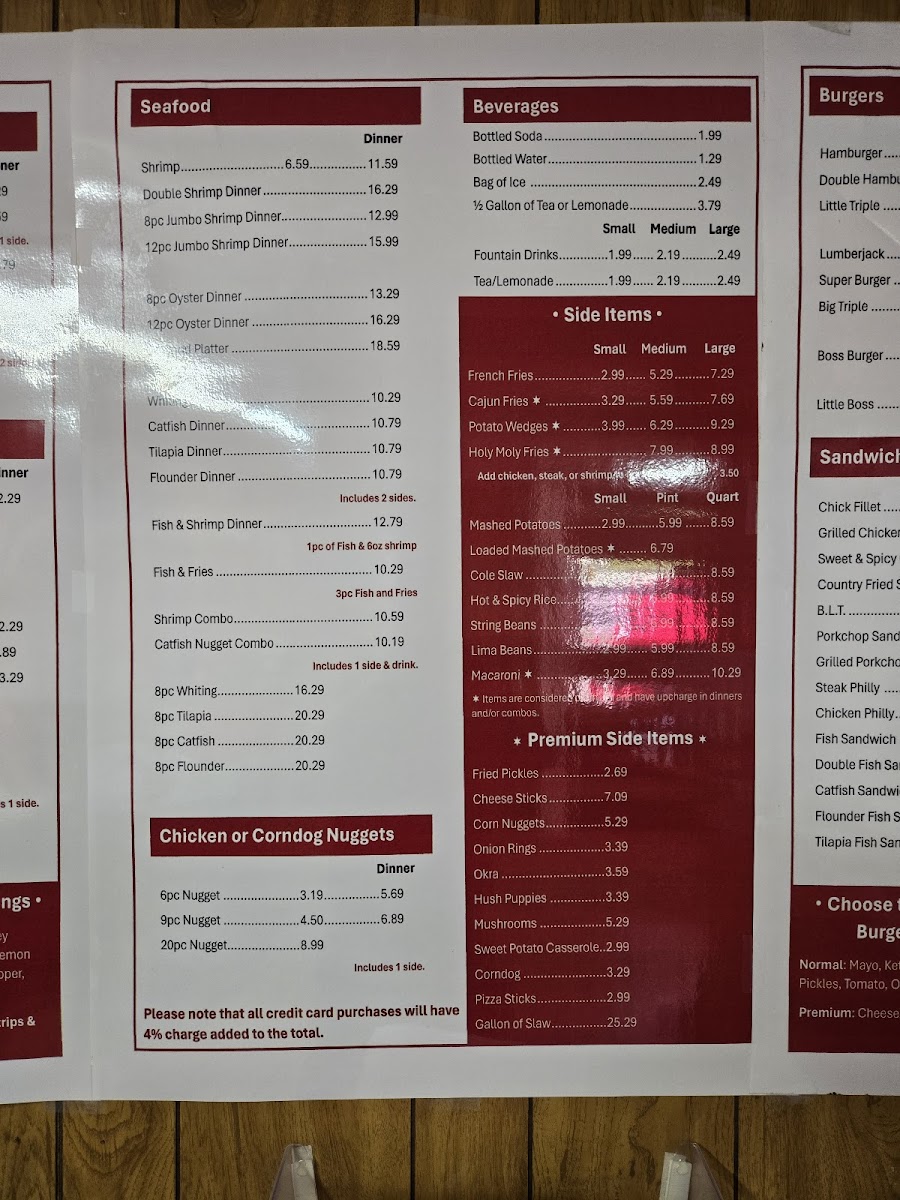 ner
29
59
1 side.
.79
2 side
inner
2.29
2.29
.89
3.29
s 1 side.
ngs •
ey
emon
pper,
trips &
Seafood
Dinner
Shrimp..................6.59...............11.59
Double Shrimp Dinner...............16.29
8pc Jumbo Shrimp Dinner..........12.99
12pc Jumbo Shrimp Dinner........15.99
8pc Oyster Dinner ...............13.29
12pc Oyster Dinner ...............16.29
Platter ...............18.59
...............10.29
Catfish Dinner...............10.79
Tilapia Dinner...............10.79
Flounder Dinner ...............10.79
Includes 2 sides.
Fish & Shrimp Dinner...............12.79
1pc of Fish & 6oz shrimp
Fish & Fries ...............10.29
3pc Fish and Fries
Shrimp Combo...............10.59
Catfish Nugget Combo ...............10.19
Includes 1 side & drink.
8pc Whiting...............16.29
8pc Tilapia ...............20.29
8pc Catfish ...............20.29
8pc Flounder...............20.29
Chicken or Corndog Nuggets
Dinner
6pc Nugget ...............3.19...............5.69
9pc Nugget ...............4.50...............6.89
20pc Nugget...............8.99
Includes 1 side.
Please note that all credit card purchases will have
4% charge added to the total.
Beverages
Bottled Soda...............1.99
Bottled Water...............1.29
Bag of Ice ...............2.49
½ Gallon of Tea or Lemonade...............3.79
Small Medium Large
Fountain Drinks............1.99...... 2.19.........2.49
Tea/Lemonade .............1.99...... 2.19.........2.49
• Side Items •
Small Medium Large
French Fries...............2.99...... 5.29.........7.29
Cajun Fries ✶ ...............3.29...... 5.59.........7.69
Potato Wedges ✶ ..........3.99...... 6.29.........9.29
Holy Moly Fries ✶............... 7.99.........8.99
Add chicken, steak, or shrimp 3.50
Small Pint Quart
Mashed Potatoes .........2.99........5.99 .......8.59
Loaded Mashed Potatoes ✶ ........ 6.79
Cole Slaw ...............8.59
Hot & Spicy Rice...............8.59
String Beans ............... 5.99.......8.59
Lima Beans...............2.99...... 5.99.......8.59
Macaroni ✶ ...............3.29...... 6.89........ 10.29
✶ Items are considered and have upcharge in dinners
and/or combos.
✶ Premium Side Items ✶
Fried Pickles ...............2.69
Cheese Sticks...............7.09
Corn Nuggets...............5.29
Onion Rings ...............3.39
Okra ...............3.59
Hush Puppies ...............3.39
Mushrooms ...............5.29
Sweet Potato Casserole..2.99
Corndog ...............3.29
Pizza Sticks...............2.99
Gallon of Slaw...............25.29
Burgers
Hamburger....
Double Hambu
Little Triple ....
Lumberjack....
Super Burger ..
Big Triple .....
Boss Burger....
Little Boss .....
Sandwich
Chick Fillet .....
Grilled Chicken
Sweet & Spicy
Country Fried S
B.L.T. ...............
Porkchop Sand
Grilled Porkcho
Steak Philly ....
Chicken Philly..
Fish Sandwich
Double Fish Sa
Catfish Sandwi
Flounder Fish S
Tilapia Fish San
• Choose t
Burge
Normal: Mayo, Ket
Pickles, Tomato, O
Premium: Cheese